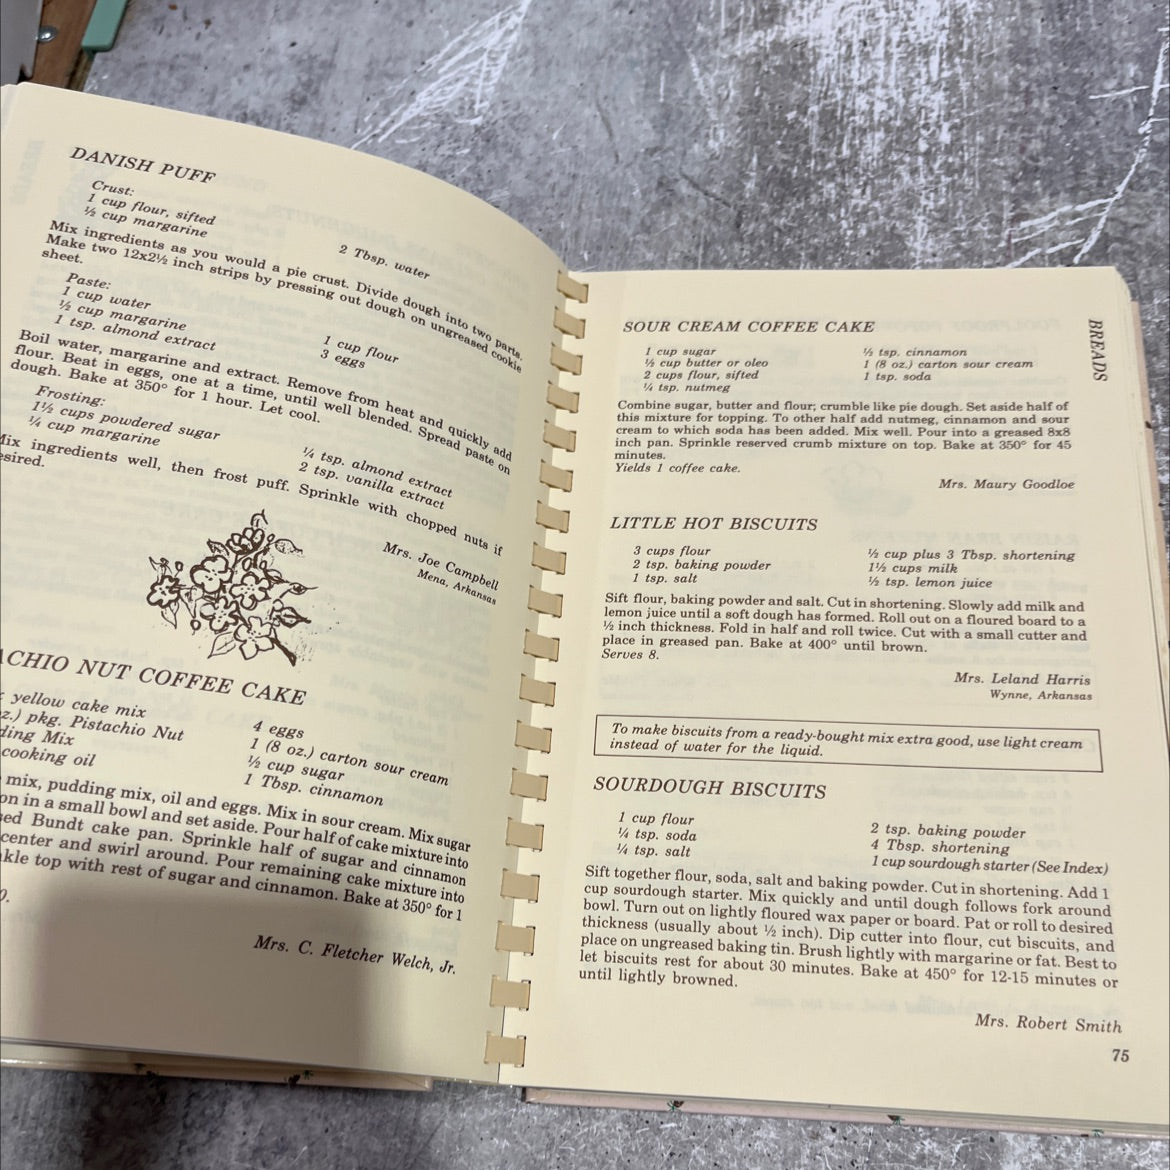 DANISH PUFF
Crust:
1 cup flour, sifted
½ cup margarine
2 Tbsp. water
Mix ingredients as you would a pie crust. Divide dough into two parts.
Make two 12x2½ inch strips by pressing out dough on ungreased cookie
sheet.
Paste:
1 cup water
½ cup margarine
1 tsp. almond extract
1 cup flour
3 eggs
Boil water, margarine and extract. Remove from heat and quickly add
flour. Beat in eggs, one at a time, until well blended. Spread paste on
dough. Bake at 350° for 1 hour. Let cool.
Frosting:
1½ cups powdered sugar
¼ cup margarine
¼ tsp. almond extract
2 tsp. vanilla extract
Mix ingredients well, then frost puff. Sprinkle with chopped nuts if
esired.
Mrs. Joe Campbell
Mena, Arkansas
ACHIO NUT COFFEE CAKE
yellow cake mix
z.) pkg. Pistachio Nut
ding Mix
cooking oil
4 eggs
1 (8 oz.) carton sour cream
½ cup sugar
1 Tbsp. cinnamon
mix, pudding mix, oil and eggs. Mix in sour cream. Mix sugar
on in a small bowl and set aside. Pour half of cake mixture into
sed Bundt cake pan. Sprinkle half of sugar and cinnamon
center and swirl around. Pour remaining cake mixture into
kle top with rest of sugar and cinnamon. Bake at 350° for 1
0.
Mrs. C. Fletcher Welch, Jr.
BREADS
SOUR CREAM COFFEE CAKE
1 cup sugar
½ cup butter or oleo
2 cups flour, sifted
¼ tsp. nutmeg
½ tsp. cinnamon
1 (8 oz.) carton sour cream
1 tsp. soda
Combine sugar, butter and flour; crumble like pie dough. Set aside half of
this mixture for topping. To other half add nutmeg, cinnamon and sour
cream to which soda has been added. Mix well. Pour into a greased 8x8
inch pan. Sprinkle reserved crumb mixture on top. Bake at 350° for 45
minutes.
Yields 1 coffee cake.
Mrs. Maury Goodloe
LITTLE HOT BISCUITS
3 cups flour
2 tsp. baking powder
1 tsp. salt
½ cup plus 3 Tbsp. shortening
1½ cups milk
½ tsp. lemon juice
Sift flour, baking powder and salt. Cut in shortening. Slowly add milk and
lemon juice until a soft dough has formed. Roll out on a floured board to a
½ inch thickness. Fold in half and roll twice. Cut with a small cutter and
place in greased pan. Bake at 400° until brown.
Serves 8.
Mrs. Leland Harris
Wynne, Arkansas
To make biscuits from a ready-bought mix extra good, use light cream
instead of water for the liquid.
SOURDOUGH BISCUITS
1 cup flour
¼ tsp. soda
¼ tsp. salt
2 tsp. baking powder
4 Tbsp. shortening
1 cup sourdough starter (See Index)
Sift together flour, soda, salt and baking powder. Cut in shortening. Add 1
cup sourdough starter. Mix quickly and until dough follows fork around
bowl. Turn out on lightly floured wax paper or board. Pat or roll to desired
thickness (usually about ½ inch). Dip cutter into flour, cut biscuits, and
place on ungreased baking tin. Brush lightly with margarine or fat. Best to
let biscuits rest for about 30 minutes. Bake at 450° for 12-15 minutes or
until lightly browned.
Mrs. Robert Smith
75